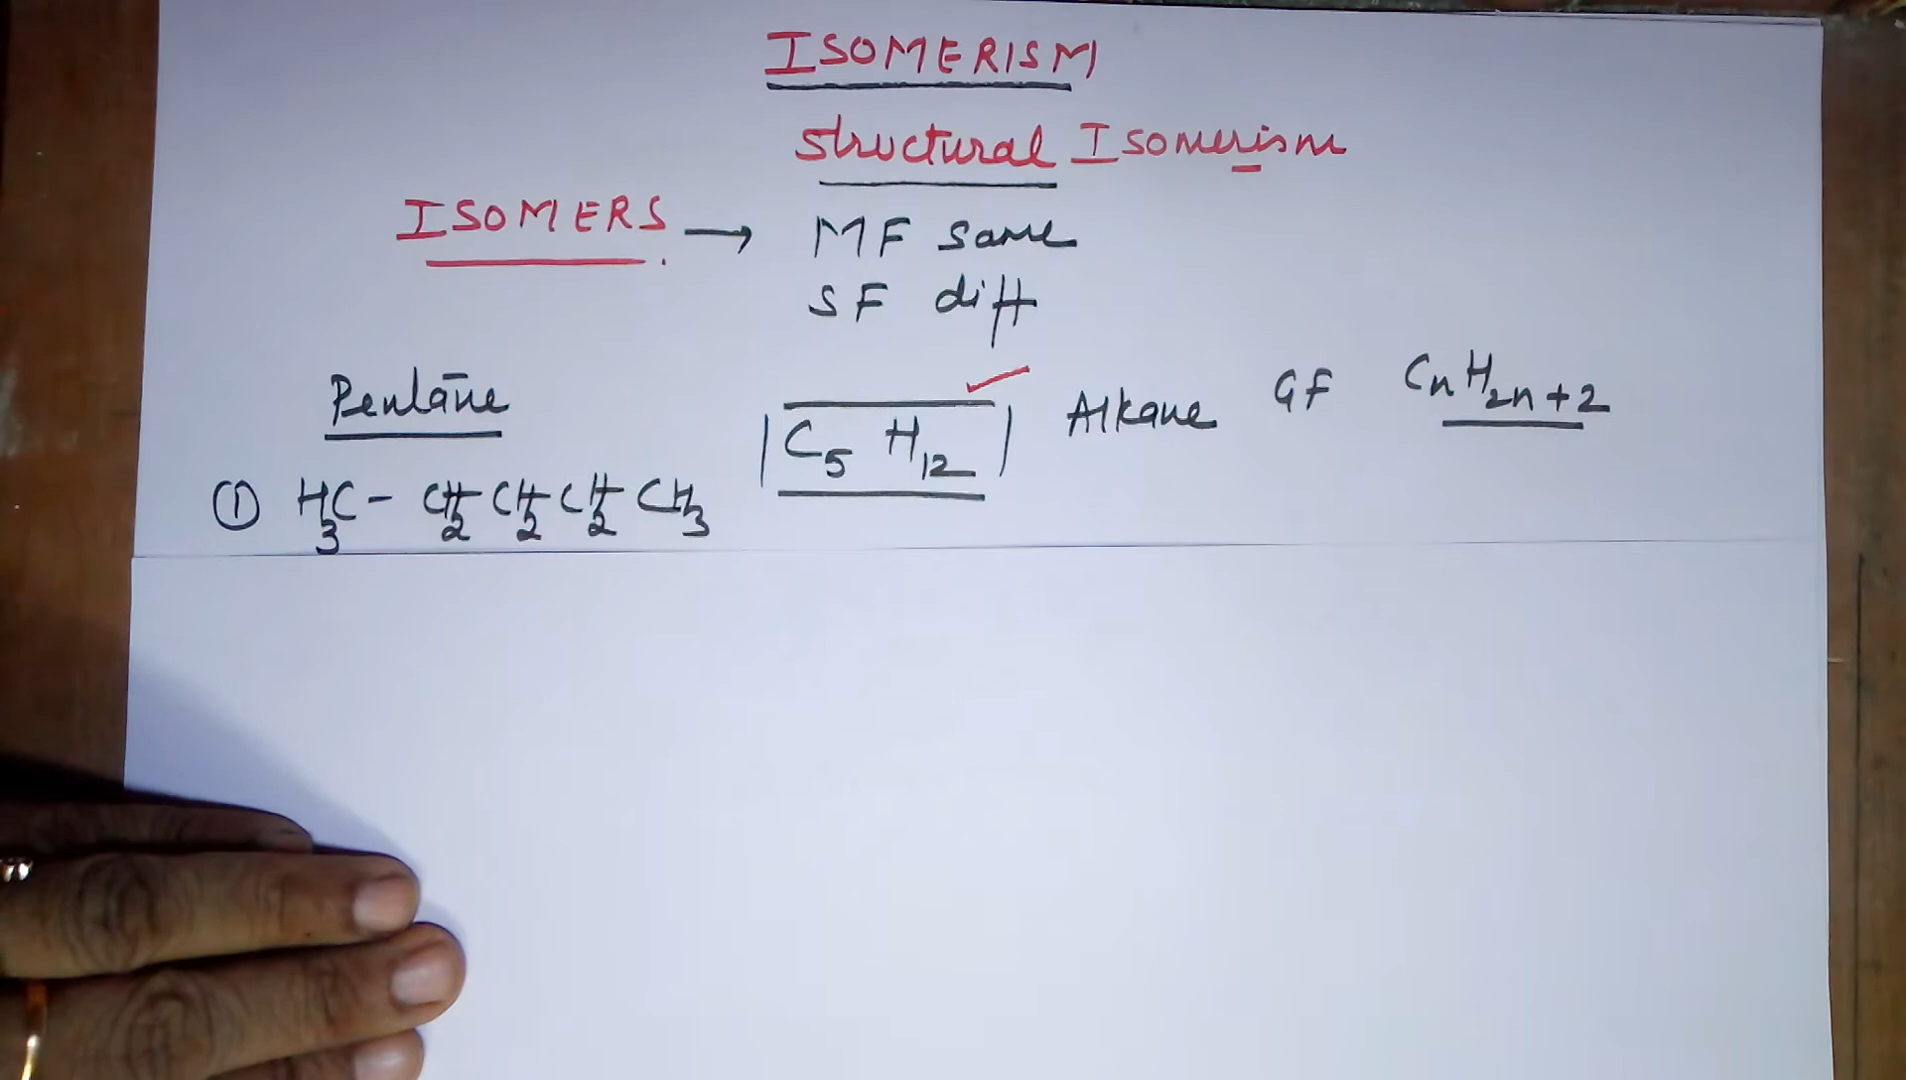 ISOMERISM
Structural Isomerism
ISOMERS → MF same
SF diff
Pentane
C5 H12 Alkane GF CnH2n+2
① H3C - CH2 CH2 CH2 CH3